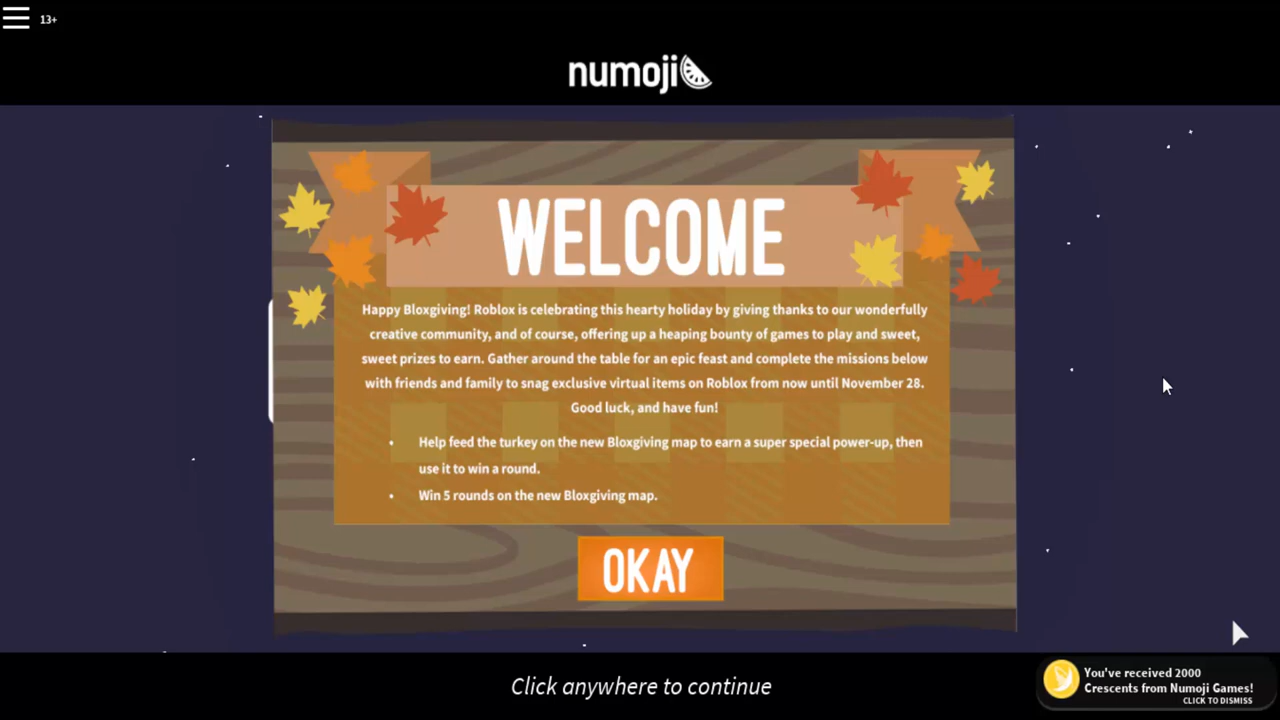 13+
numoji
WELCOME
Happy Bloxgiving! Roblox is celebrating this hearty holiday by giving thanks to our wonderfully
creative community, and of course, offering up a heaping bounty of games to play and sweet,
sweet prizes to earn. Gather around the table for an epic feast and complete the missions below
with friends and family to snag exclusive virtual items on Roblox from now until November 28.
Good luck, and have fun!
• Help feed the turkey on the new Bloxgiving map to earn a super special power-up, then
use it to win a round.
• Win 5 rounds on the new Bloxgiving map.
OKAY
Click anywhere to continue
You've received 2000
Crescents from Numoji Games!
CLICK TO DISMISS